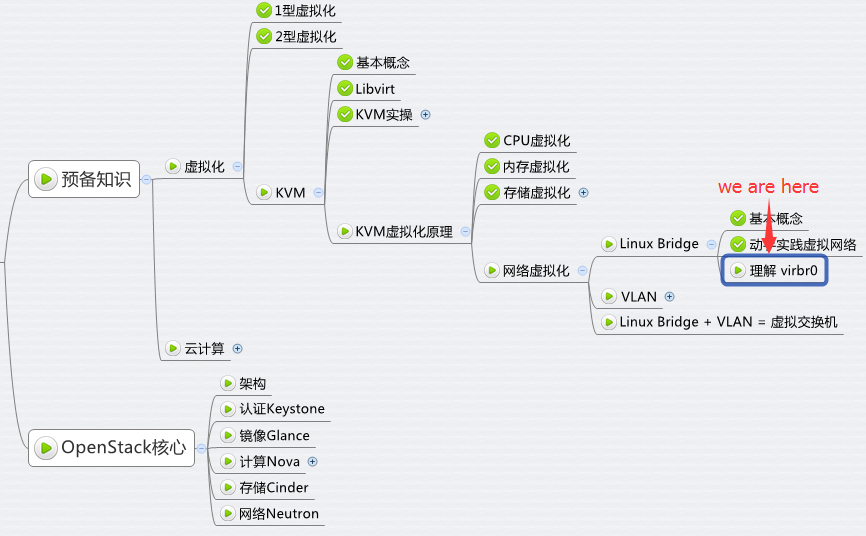 1型虚拟化
2型虚拟化
基本概念
Libvirt
KVM实操
CPU虚拟化
内存虚拟化
虚拟化
预备知识
KVM
存储虚拟化
we are here
基本概念
KVM虚拟化原理
Linux Bridge
动手实践虚拟网络
网络虚拟化
理解 virbr0
VLAN
Linux Bridge + VLAN = 虚拟交换机
云计算
架构
认证Keystone
镜像Glance
OpenStack核心
计算Nova
存储Cinder
网络Neutron